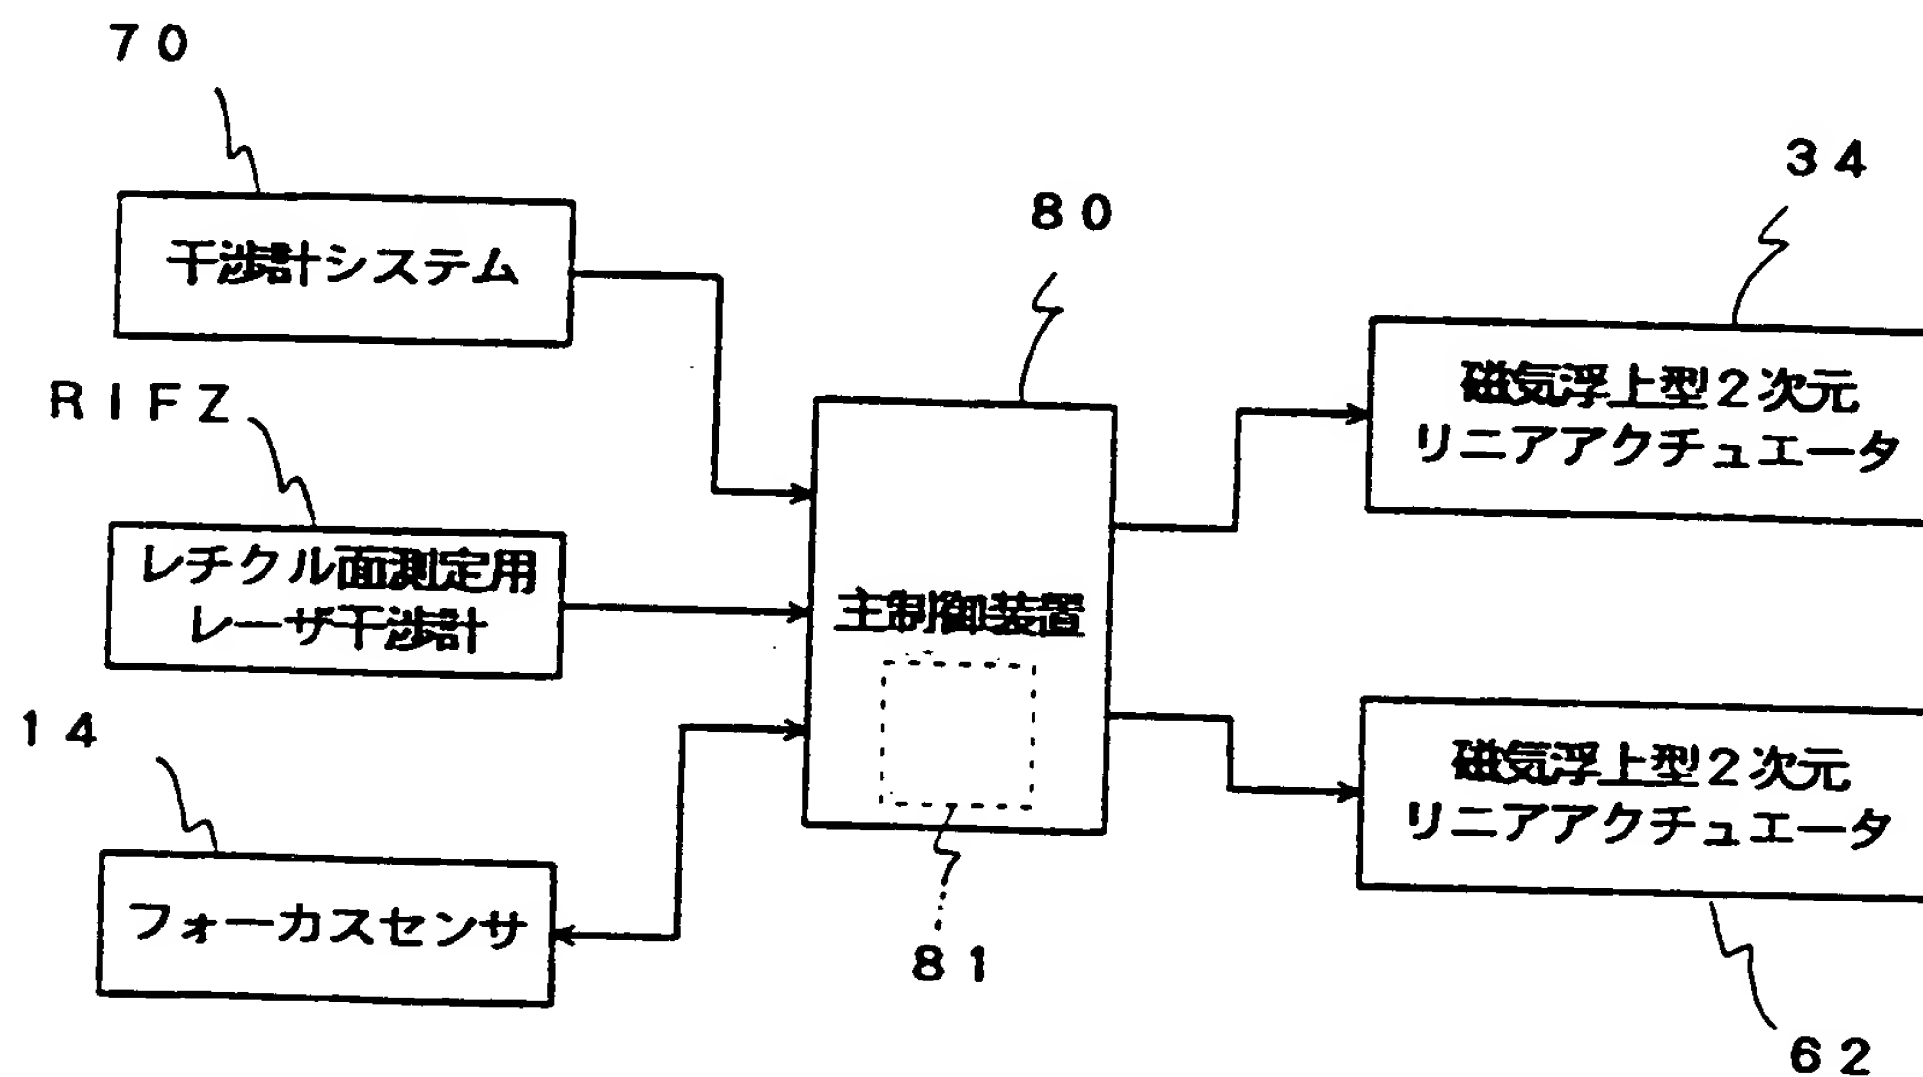 70
干渉計システム
RIFZ
レチクル面測定用
レーザ干渉計
14
フォーカスセンサ
80
主制御装置
81
34
磁気浮上型2次元
リニアアクチュエータ
磁気浮上型2次元
リニアアクチュエータ
62